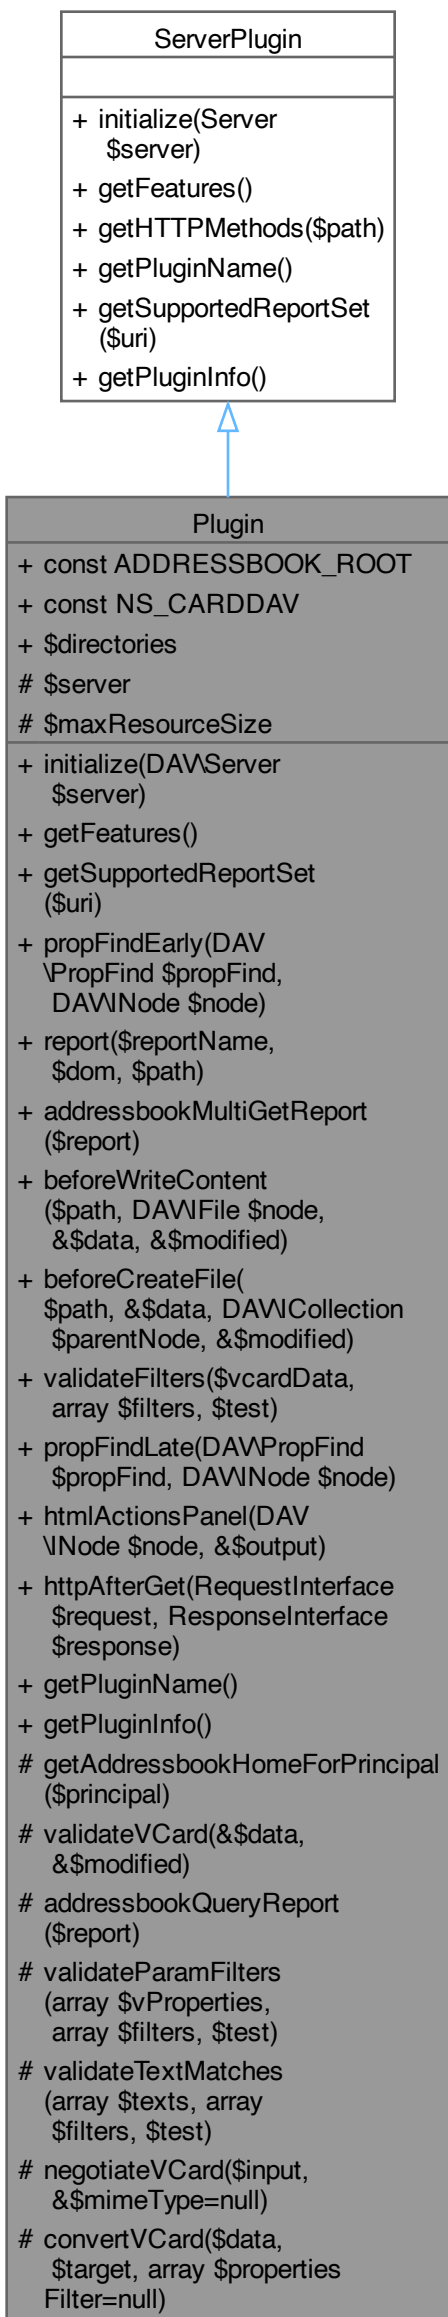 ServerPlugin
+ initialize(Server
$server)
+ getFeatures()
+ getHTTPMethods($path)
+ getPluginName()
+ getSupportedReportSet
($uri)
+ getPluginInfo()
Plugin
+ const ADDRESSBOOK_ROOT
+ const NS_CARDDAV
+ $directories
# $server
# $maxResourceSize
+ initialize(DAV\Server
$server)
+ getFeatures()
+ getSupportedReportSet
($uri)
+ propFindEarly(DAV
\PropFind $propFind,
DAV\INode $node)
+ report($reportName,
$dom, $path)
+ addressbookMultiGetReport
($report)
+ beforeWriteContent
($path, DAV\IFile $node,
&$data, &$modified)
+ beforeCreateFile(
$path, &$data, DAV\ICollection
$parentNode, &$modified)
+ validateFilters($vcardData,
array $filters, $test)
+ propFindLate(DAV\PropFind
$propFind, DAV\INode $node)
+ htmlActionsPanel(DAV
\INode $node, &$output)
+ httpAfterGet(RequestInterface
$request, ResponseInterface
$response)
+ getPluginName()
+ getPluginInfo()
# getAddressbookHomeForPrincipal
($principal)
# validateVCard(&$data,
&$modified)
# addressbookQueryReport
($report)
# validateParamFilters
(array $vProperties,
array $filters, $test)
# validateTextMatches
(array $texts, array
$filters, $test)
# negotiateVCard($input,
&$mimeType=null)
# convertVCard($data,
$target, array $properties
Filter=null)